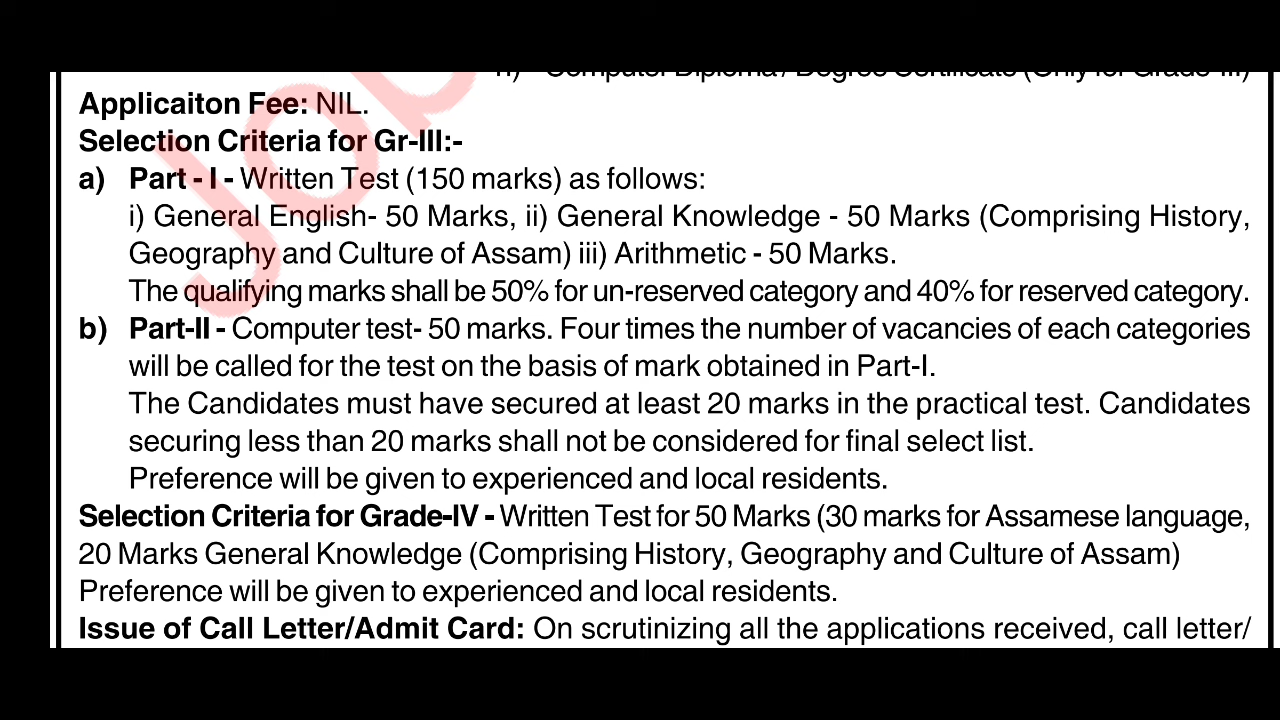 ii) Computer Diploma / Degree Certificate (Only for Grade-III)
Applicaiton Fee: NIL.
Selection Criteria for Gr-III:-
a) Part - I - Written Test (150 marks) as follows:
i) General English- 50 Marks, ii) General Knowledge - 50 Marks (Comprising History,
Geography and Culture of Assam) iii) Arithmetic - 50 Marks.
The qualifying marks shall be 50% for un-reserved category and 40% for reserved category.
b) Part-II - Computer test- 50 marks. Four times the number of vacancies of each categories
will be called for the test on the basis of mark obtained in Part-I.
The Candidates must have secured at least 20 marks in the practical test. Candidates
securing less than 20 marks shall not be considered for final select list.
Preference will be given to experienced and local residents.
Selection Criteria for Grade-IV - Written Test for 50 Marks (30 marks for Assamese language,
20 Marks General Knowledge (Comprising History, Geography and Culture of Assam)
Preference will be given to experienced and local residents.
Issue of Call Letter/Admit Card: On scrutinizing all the applications received, call letter/
Job